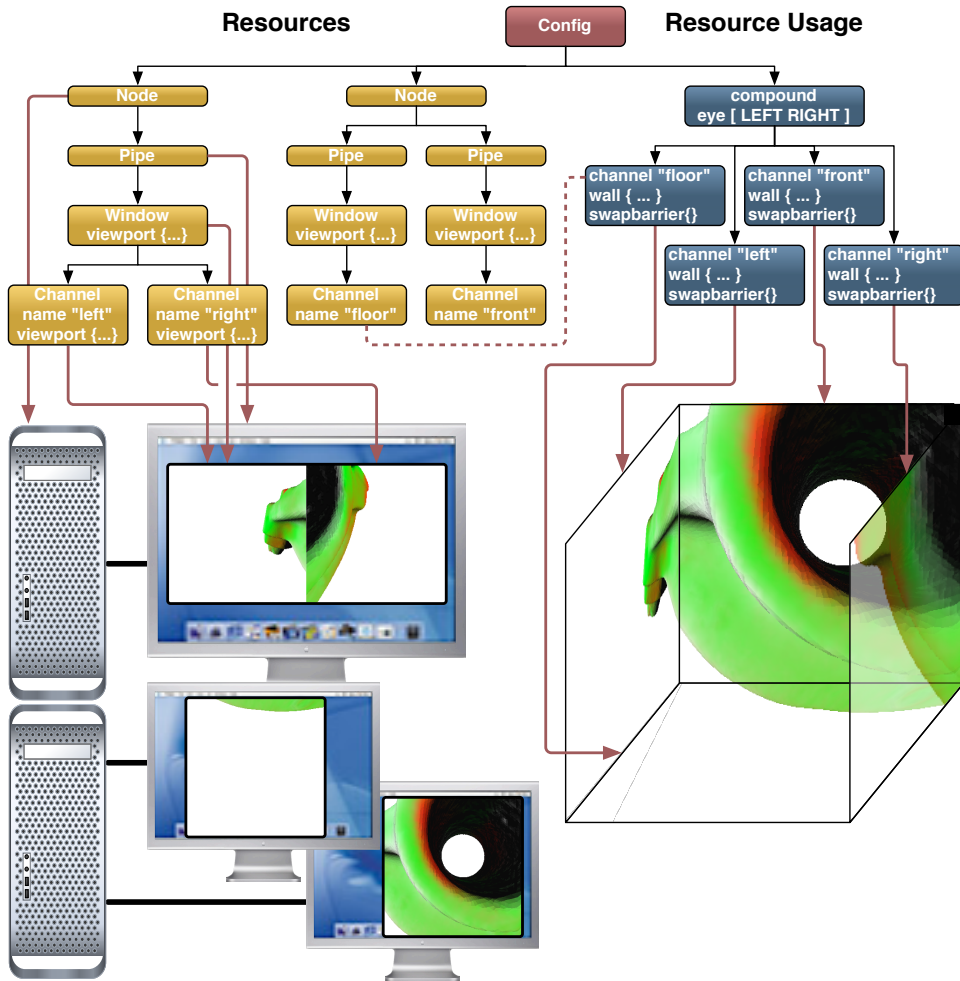 Resources
Config
Resource Usage
Node
Node
compound
eye [ LEFT RIGHT ]
Pipe
Pipe
Pipe
channel "floor"
wall { ... }
swapbarrier{}
channel "front"
wall { ... }
swapbarrier{}
Window
viewport {...}
Window
viewport {...}
Window
viewport {...}
channel "left"
wall { ... }
swapbarrier{}
channel "right"
wall { ... }
swapbarrier{}
Channel
name "left"
viewport {...}
Channel
name "right"
viewport {...}
Channel
name "floor"
Channel
name "front"